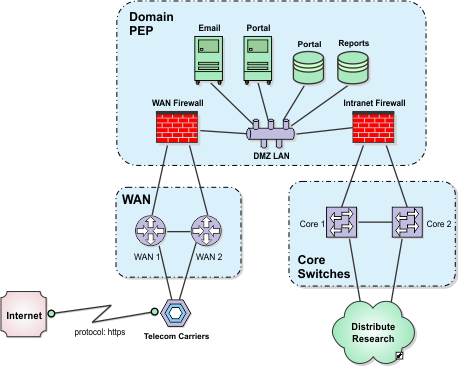 Domain
PEP
Email
Portal
Portal
Reports
WAN Firewall
Intranet Firewall
DMZ LAN
WAN
WAN 1
WAN 2
Core 1
Core 2
Core
Switches
Internet
protocol: https
Telecom Carriers
Distribute
Research